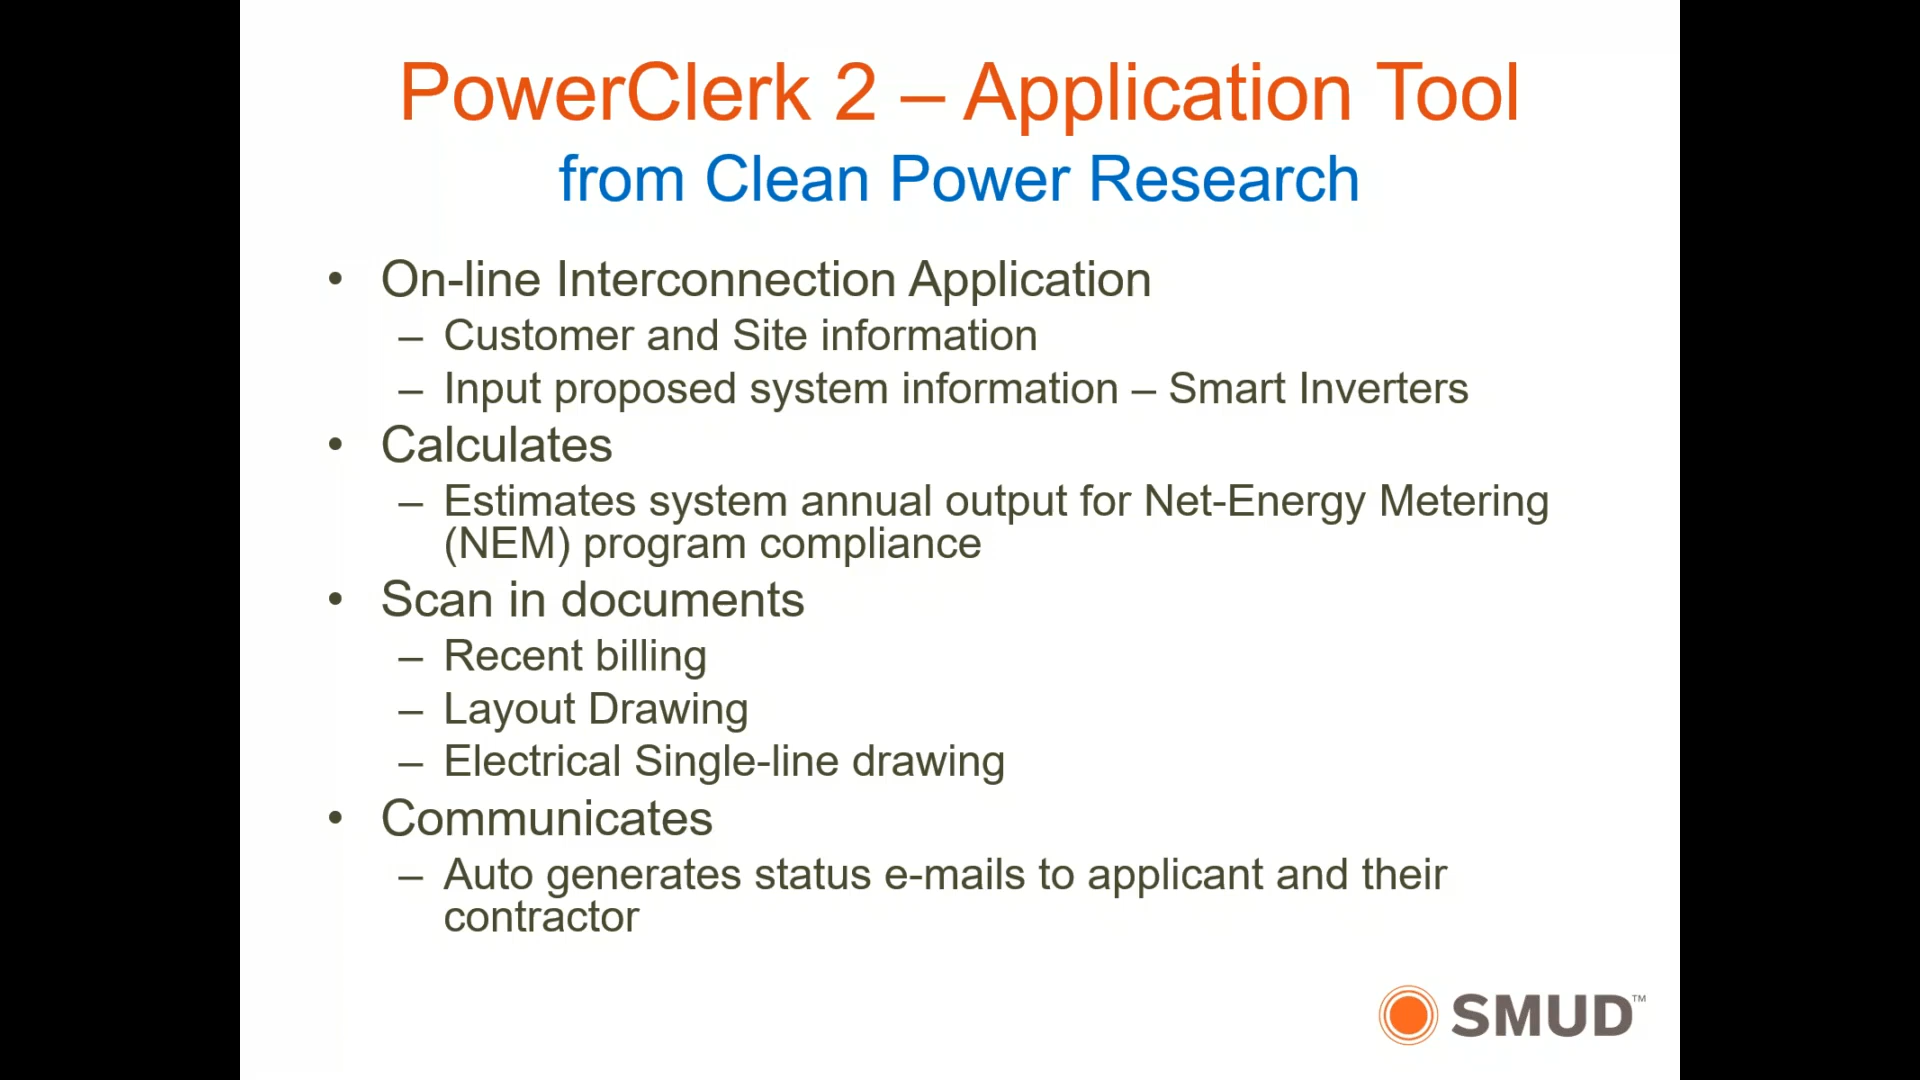 PowerClerk 2 – Application Tool
from Clean Power Research
• On-line Interconnection Application
– Customer and Site information
– Input proposed system information – Smart Inverters
• Calculates
– Estimates system annual output for Net-Energy Metering
(NEM) program compliance
• Scan in documents
– Recent billing
– Layout Drawing
– Electrical Single-line drawing
• Communicates
– Auto generates status e-mails to applicant and their
contractor
SMUD™